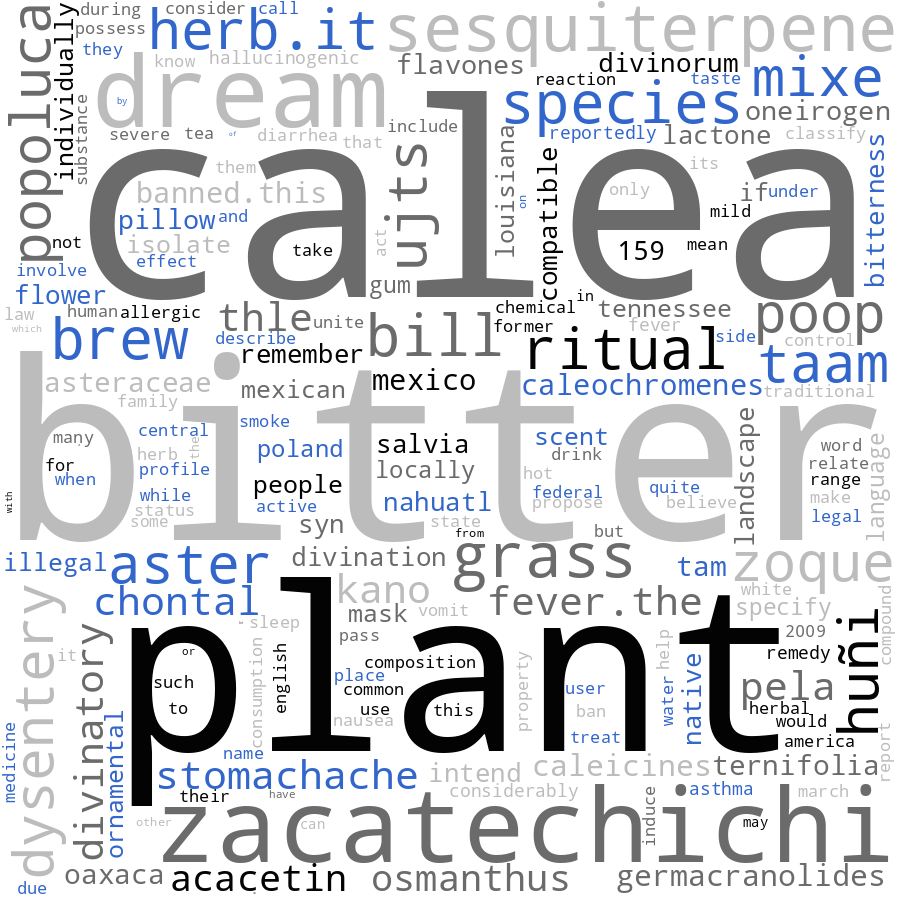 during
consider
call
possess
herb.it
sesquiterpene
they
know
hallucinogenic
flavones
divinorum
mixe
popoluca
individually
dream
reaction
taste
substance
by
species
oneirogen
severe
tea
of
diarrhea
that
include
reportedly
lactone
classify
calea
them
ujts
louisiana
compatible
its
bitterness
banned.this
only
if
under
pillow
and
on
mild
not
isolate
take
act
159
mean
involve
effect
flower
gum
chemical
in
tennessee
poop
law
human
allergic
thle
unite
bill
former
fever
which
brew
describe
remember
ritual
side
control
taam
asteraceae
mexican
mexico
caleochromenes
traditional
family
bitter
smoke
many
central
poland
salvia
scent
landscape
word
language
herb
the
drink
relate
for
profile
people
locally
hot
quite
range
when
while
active
nahuatl
federal
propose
believe
make
with
status
some
syn
state
legal
from
but
illegal
aster
divination
grass
tam
zoque
chontal
kano
fever.the
white
specify
compound
dysentery
divinatory
plant
-
sleep
mask
vomit
2009
huñi
it
or
consumption
english
pass
composition
property
water
help
native
remedy
such
place
common
user
pela
to
use
this
ban
herbal
would
nausea
treat
america
medicine
ornamental
name
report
stomachache
intend
caleicines
ternifolia
their
have
considerably
induce
asthma
march
other
can
zacatechichi
may
due
oaxaca
acacetin
osmanthus
germacranolides